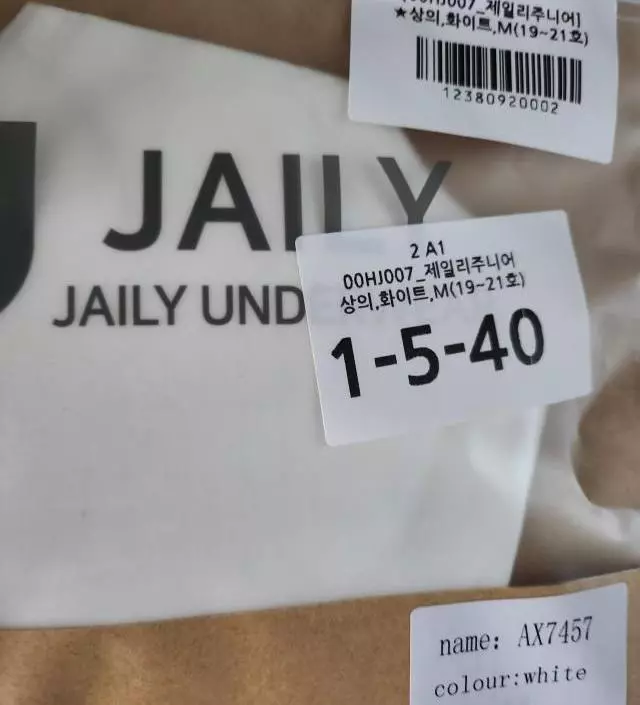 00HJ007_제일리주니어]
★상의,화이트,M(19~21호)
12380920002
JAILY
JAILY UND
2 A1
00HJ007_제일리주니어
상의,화이트,M(19~21호)
1-5-40
name: AX7457
colour:white